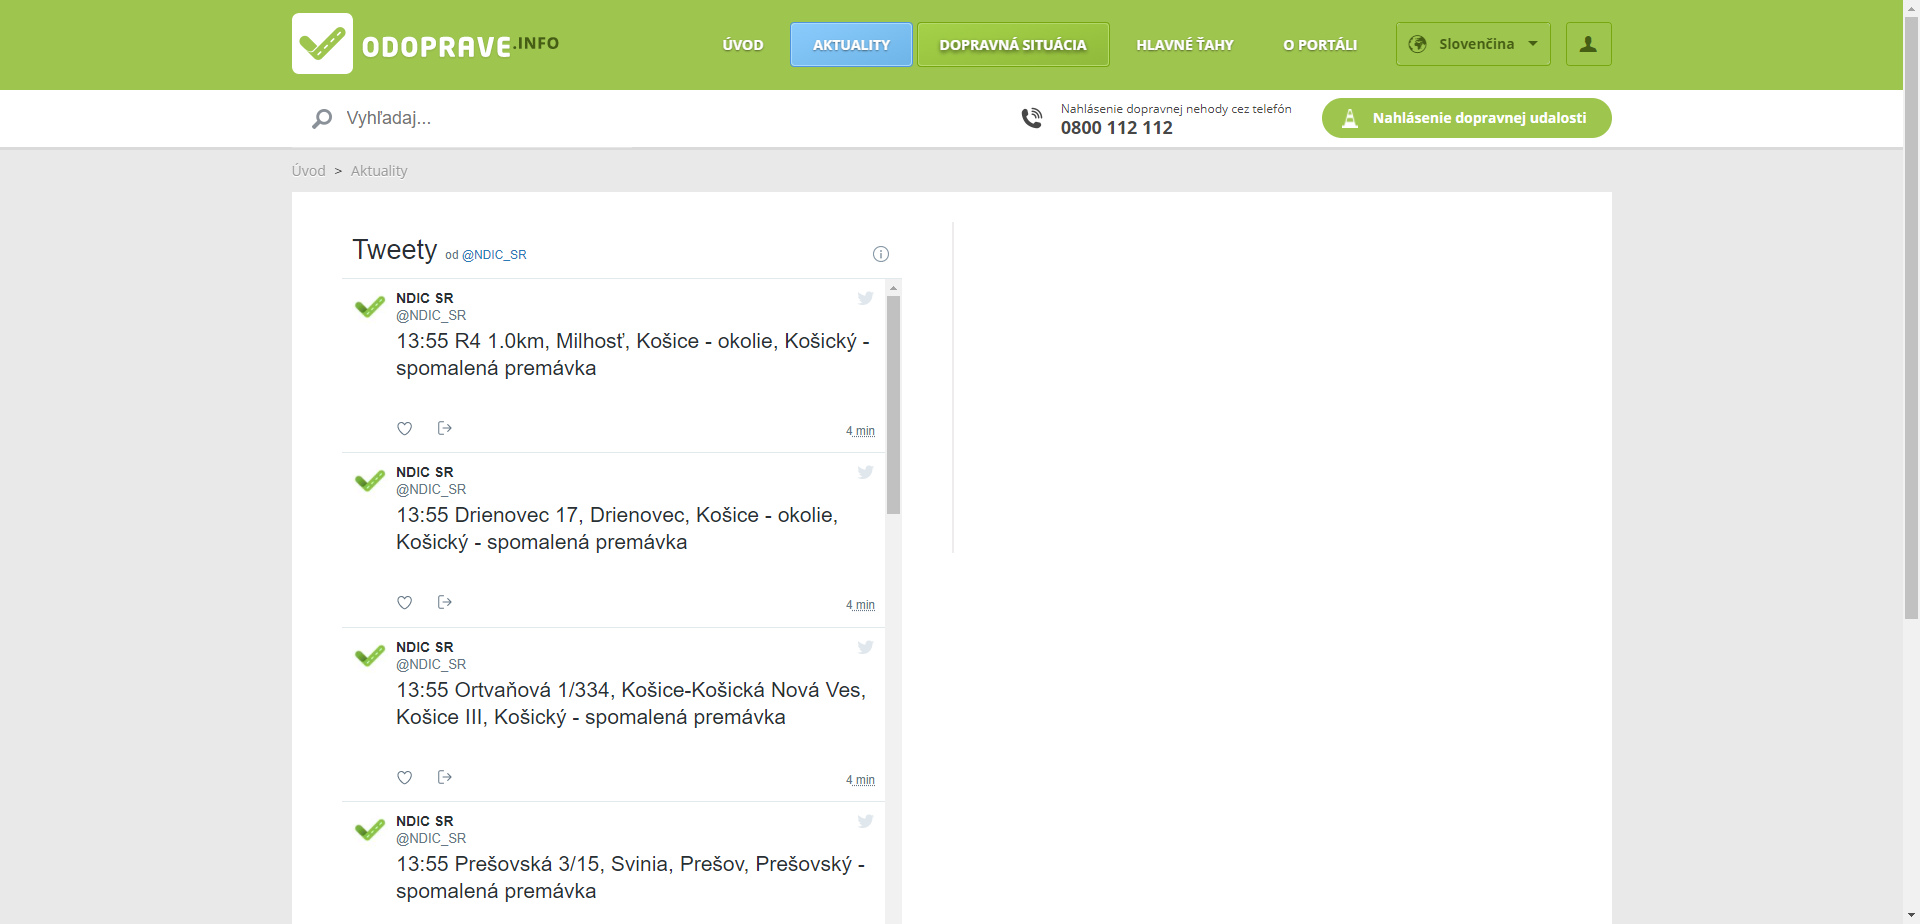 ODOPRAVE.INFO
ÚVOD
AKTUALITY
DOPRAVNÁ SITUÁCIA
HLAVNÉ ŤAHY
O PORTÁLI
Slovenčina
Vyhľadaj...
Nahlásenie dopravnej nehody cez telefón
0800 112 112
Nahlásenie dopravnej udalosti
Úvod > Aktuality
Tweety od @NDIC_SR
NDIC SR
@NDIC_SR
13:55 R4 1.0km, Milhosť, Košice - okolie, Košický -
spomalená premávka
4 min
NDIC SR
@NDIC_SR
13:55 Drienovec 17, Drienovec, Košice - okolie,
Košický - spomalená premávka
4 min
NDIC SR
@NDIC_SR
13:55 Ortvaňová 1/334, Košice-Košická Nová Ves,
Košice III, Košický - spomalená premávka
4 min
NDIC SR
@NDIC_SR
13:55 Prešovská 3/15, Svinia, Prešov, Prešovský -
spomalená premávka